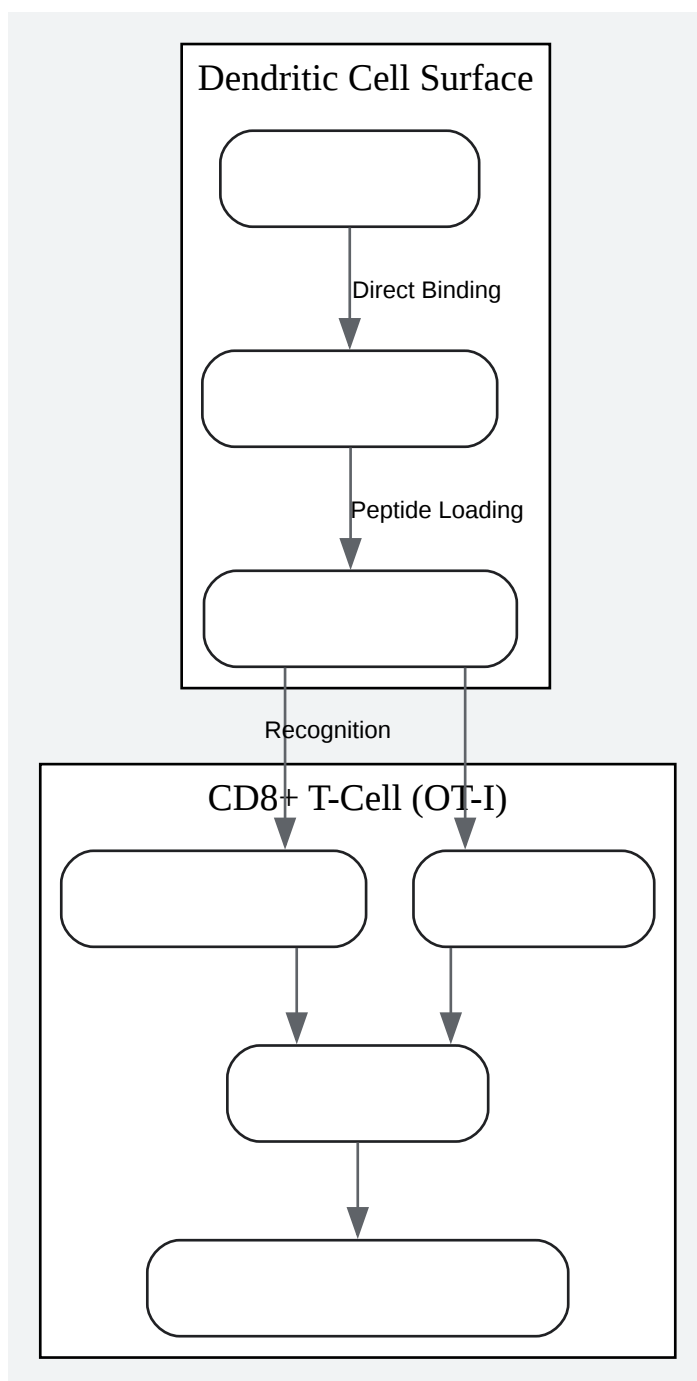 Dendritic Cell Surface
Direct Binding
Peptide Loading
Recognition
CD8+ T-Cell (OT-I)